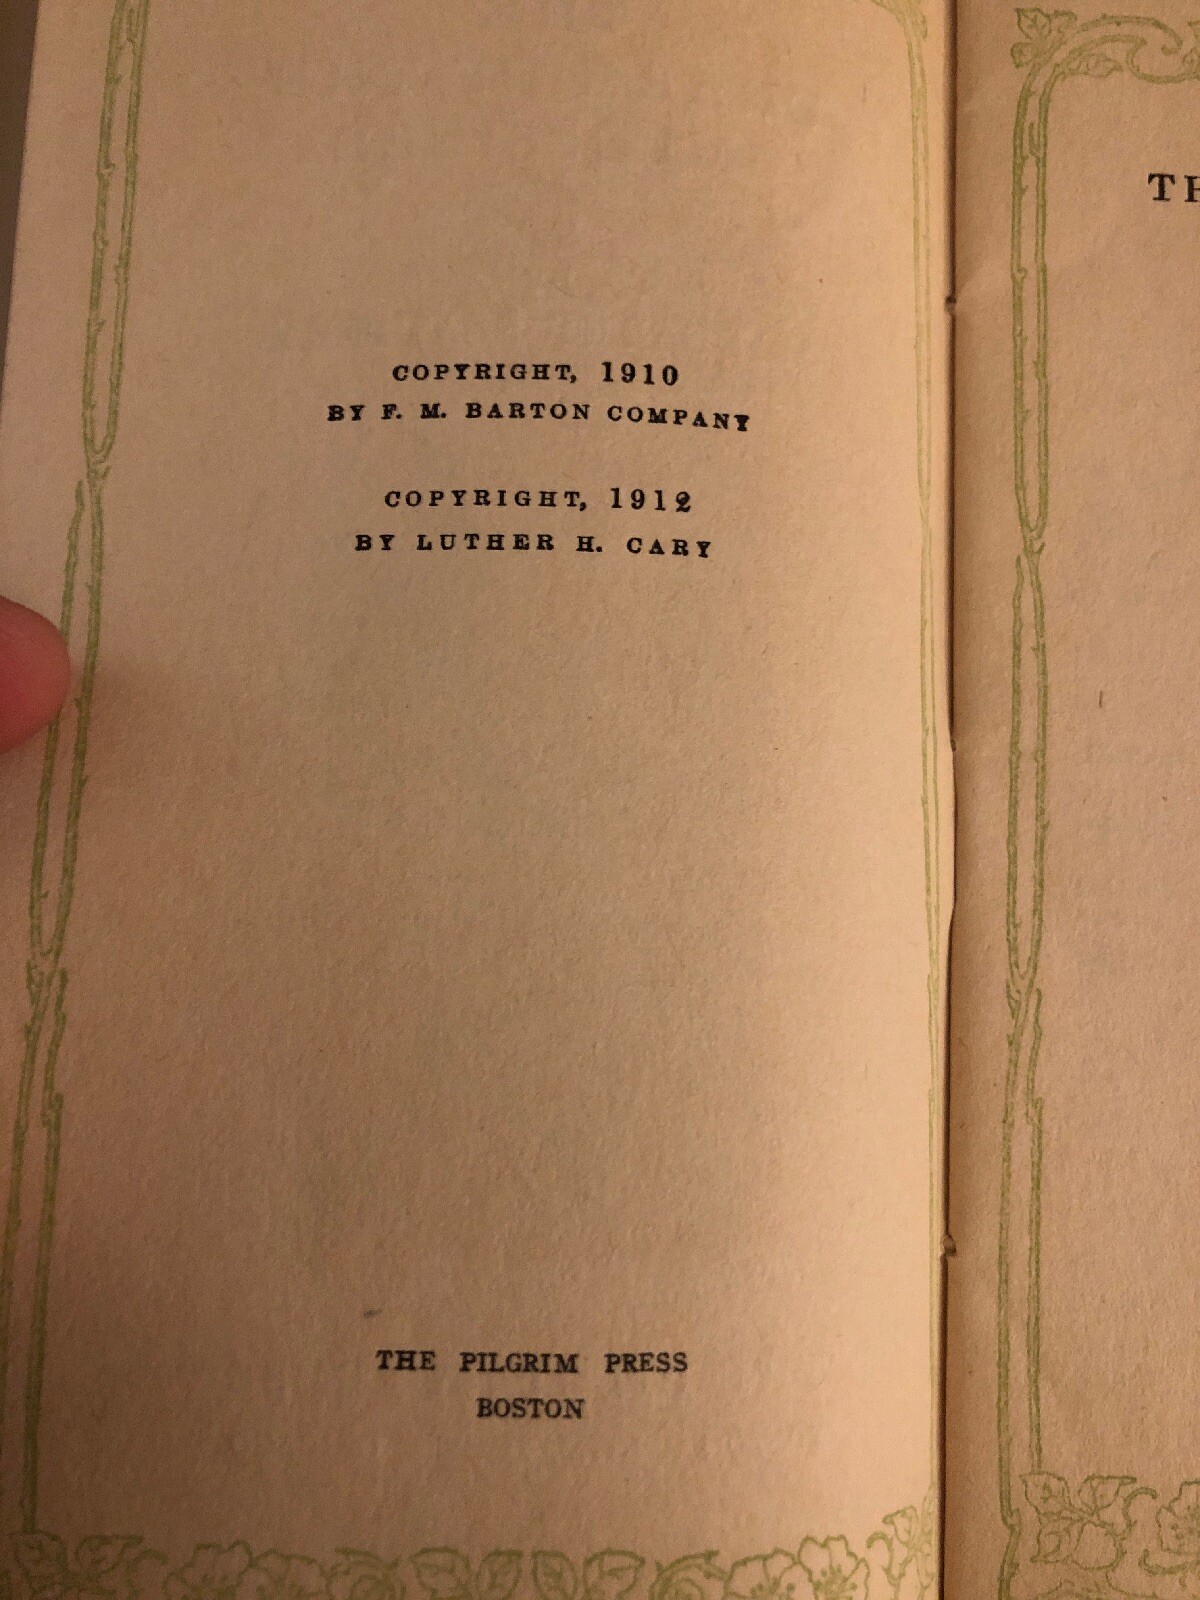 COPYRIGHT, 1910
BY F. M. BARTON COMPANY
COPYRIGHT, 1912
BY LUTHER H. CARY
THE PILGRIM PRESS
BOSTON